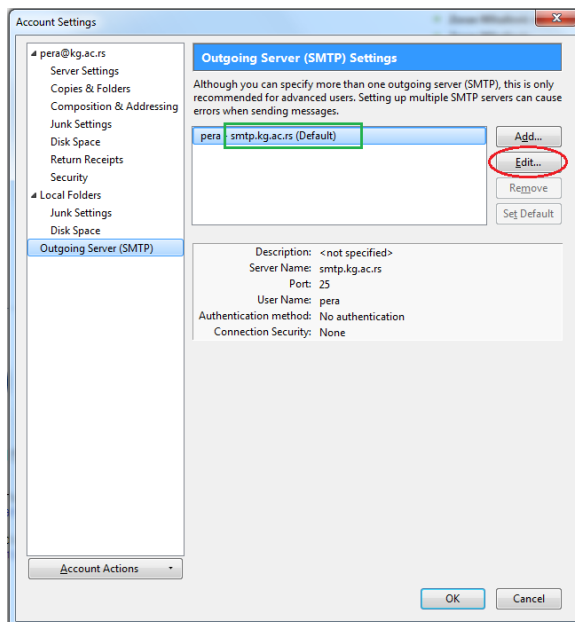 Account Settings
pera@kg.ac.rs
Server Settings
Copies & Folders
Composition & Addressing
Junk Settings
Disk Space
Return Receipts
Security
Local Folders
Junk Settings
Disk Space
Outgoing Server (SMTP)
Account Actions
Outgoing Server (SMTP) Settings
Although you can specify more than one outgoing server (SMTP), this is only
recommended for advanced users. Setting up multiple SMTP servers can cause
errors when sending messages.
pera - smtp.kg.ac.rs (Default)
Add...
Edit...
Remove
Set Default
Description: <not specified>
Server Name: smtp.kg.ac.rs
Port: 25
User Name: pera
Authentication method: No authentication
Connection Security: None
OK
Cancel